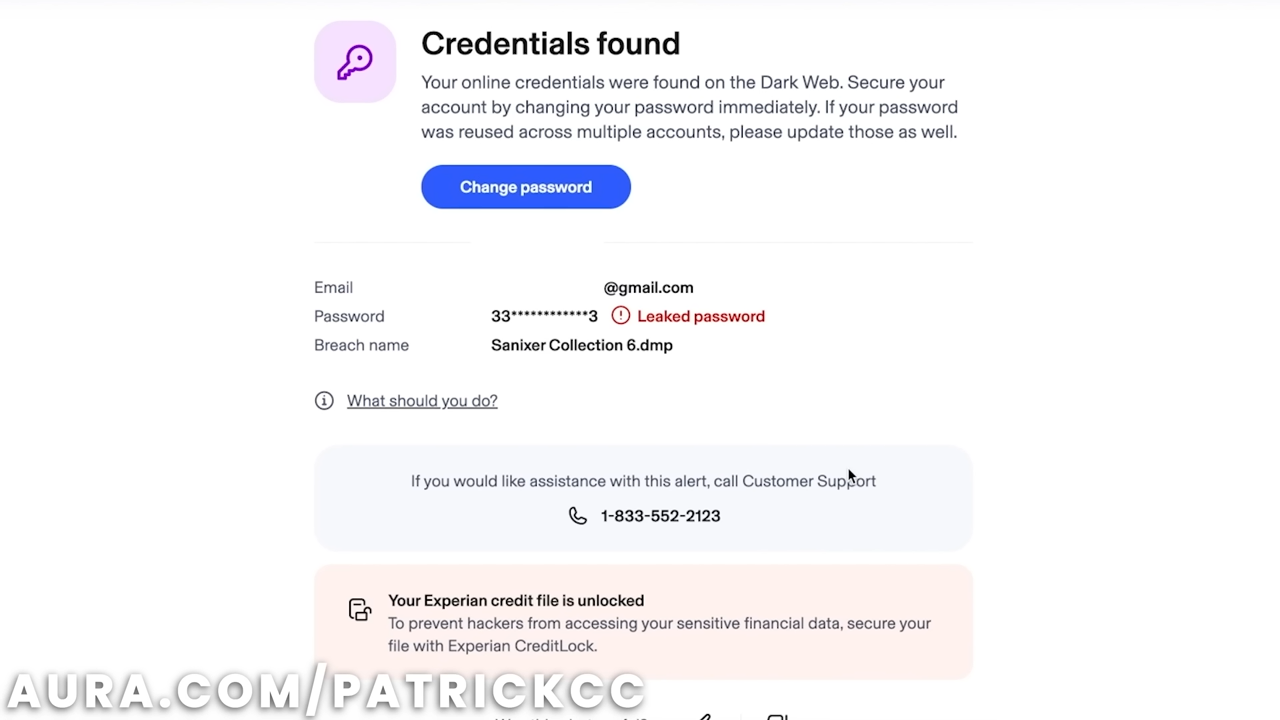 Credentials found
Your online credentials were found on the Dark Web. Secure your
account by changing your password immediately. If your password
was reused across multiple accounts, please update those as well.
Change password
Email @gmail.com
Password 33************3 Leaked password
Breach name Sanixer Collection 6.dmp
What should you do?
If you would like assistance with this alert, call Customer Support
1-833-552-2123
Your Experian credit file is unlocked
To prevent hackers from accessing your sensitive financial data, secure your
file with Experian CreditLock.
AURA.COM/PATRICKCC